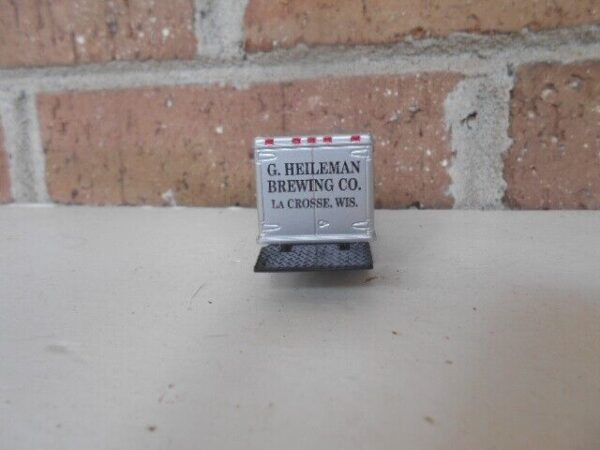 G. HEILEMAN
BREWING CO.
LA CROSSE, WIS.